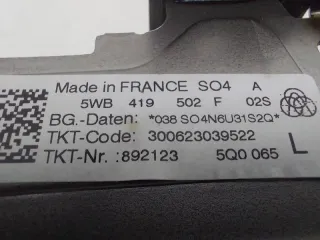 Made in FRANCE SO4 A
5WB 419 502 F 02S
BG.-Daten: *038 SO4N6U31S2Q*
TKT-Code: 300623039522
TKT-Nr.:892123 5Q0 065 L